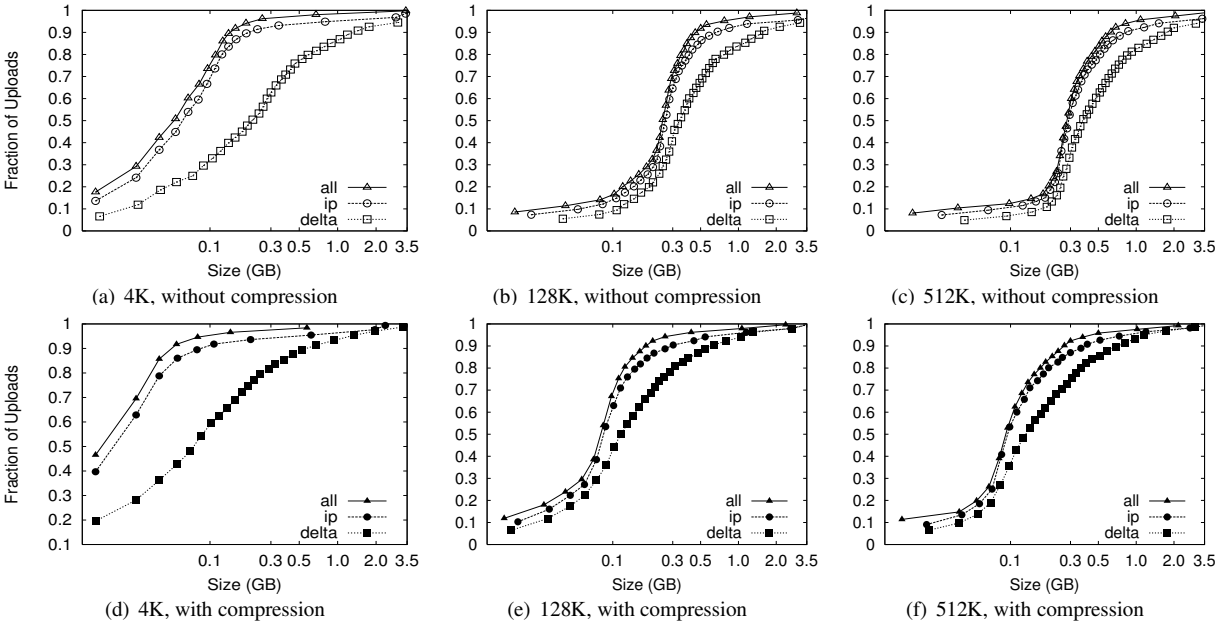 Fraction of Uploads
1
0.9
0.8
0.7
0.6
0.5
0.4
0.3
0.2
0.1
0
all
ip
delta
0.1 0.3 0.5 1.0 2.0 3.5
Size (GB)
(a) 4K, without compression
1
0.9
0.8
0.7
0.6
0.5
0.4
0.3
0.2
0.1
0
all
ip
delta
0.1 0.3 0.5 1.0 2.0 3.5
Size (GB)
(b) 128K, without compression
1
0.9
0.8
0.7
0.6
0.5
0.4
0.3
0.2
0.1
0
all
ip
delta
0.1 0.3 0.5 1.0 2.0 3.5
Size (GB)
(c) 512K, without compression
Fraction of Uploads
1
0.9
0.8
0.7
0.6
0.5
0.4
0.3
0.2
0.1
all
ip
delta
0.1 0.3 0.5 1.0 2.0 3.5
Size (GB)
(d) 4K, with compression
1
0.9
0.8
0.7
0.6
0.5
0.4
0.3
0.2
0.1
0
all
ip
delta
0.1 0.3 0.5 1.0 2.0 3.5
Size (GB)
(e) 128K, with compression
1
0.9
0.8
0.7
0.6
0.5
0.4
0.3
0.2
0.1
0
all
ip
delta
0.1 0.3 0.5 1.0 2.0 3.5
Size (GB)
(f) 512K, with compression